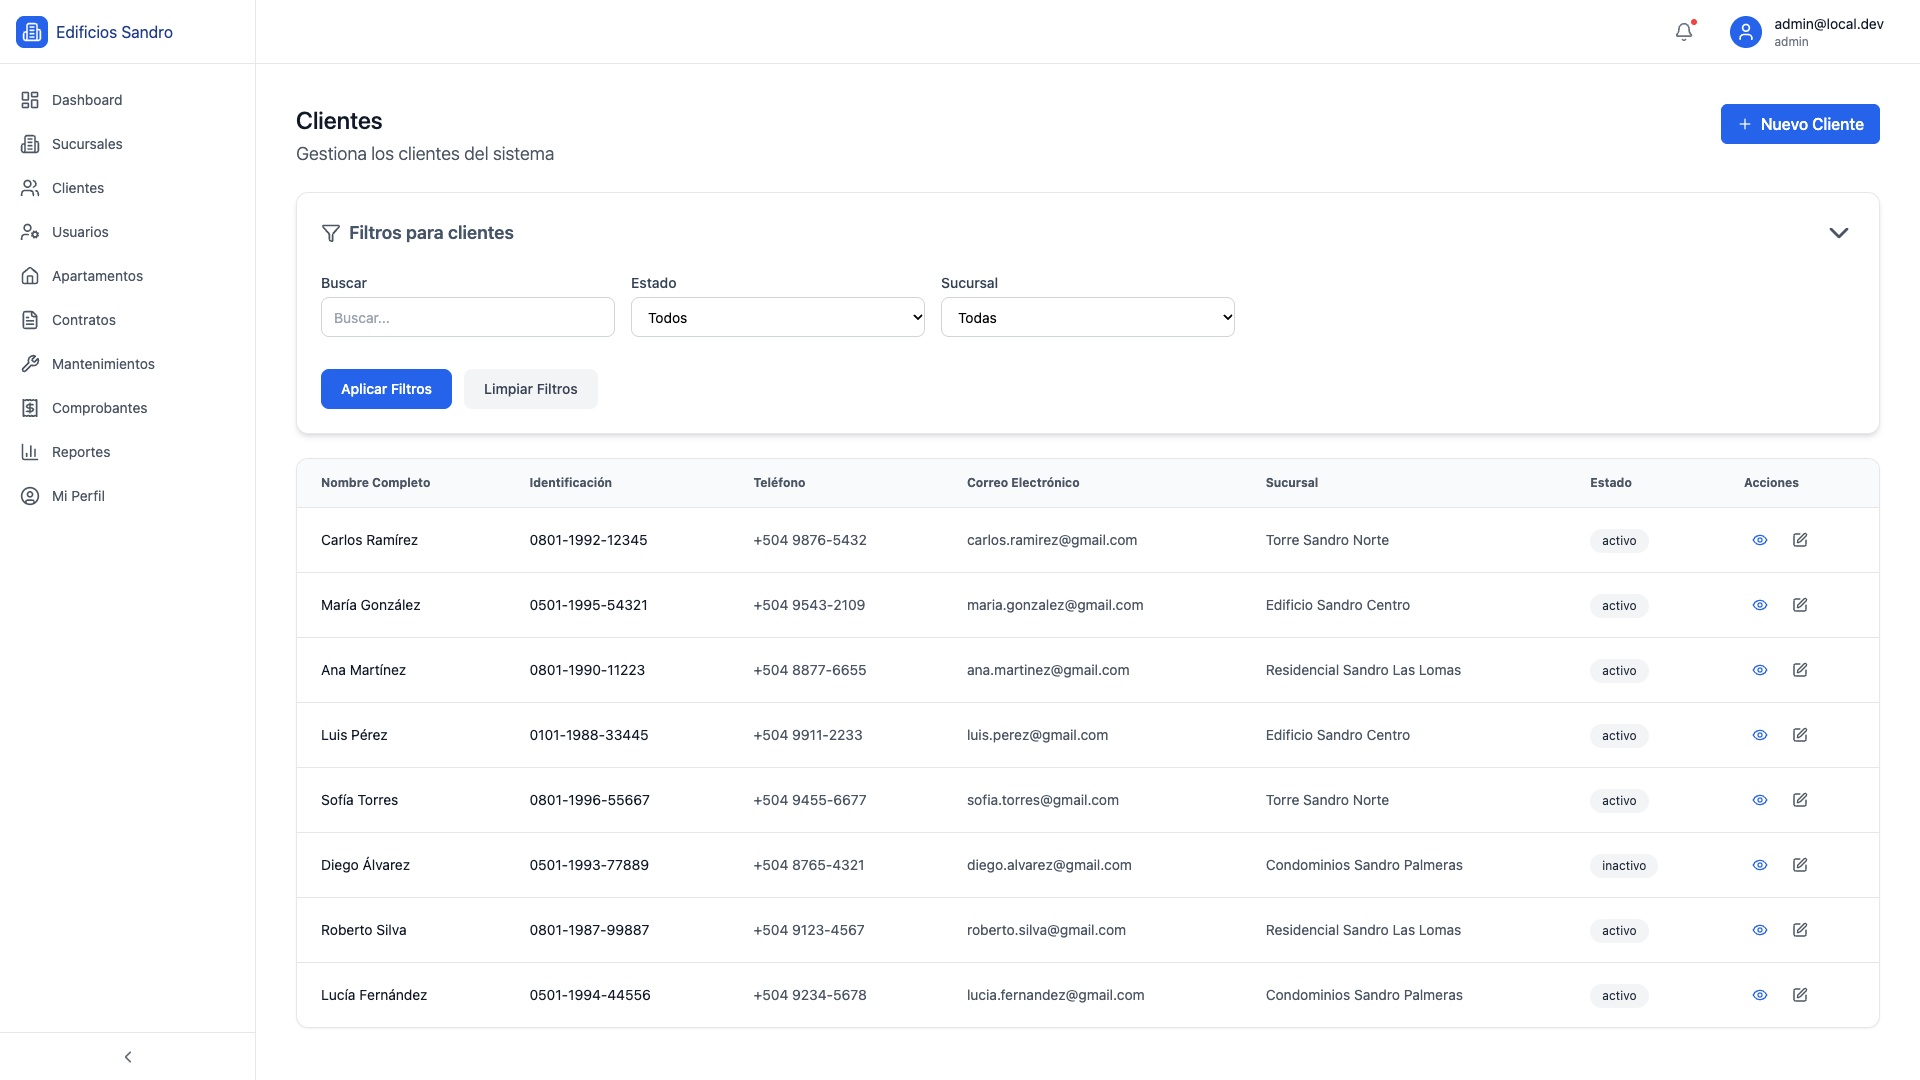 Edificios Sandro
admin@local.dev
admin
Dashboard
Sucursales
Clientes
Usuarios
Apartamentos
Contratos
Mantenimientos
Comprobantes
Reportes
Mi Perfil
Clientes
Gestiona los clientes del sistema
+ Nuevo Cliente
Filtros para clientes
Buscar Estado Sucursal
Buscar... Todos Todas
Aplicar Filtros Limpiar Filtros
Nombre Completo Identificación Teléfono Correo Electrónico Sucursal Estado Acciones
Carlos Ramírez 0801-1992-12345 +504 9876-5432 carlos.ramirez@gmail.com Torre Sandro Norte activo
María González 0501-1995-54321 +504 9543-2109 maria.gonzalez@gmail.com Edificio Sandro Centro activo
Ana Martínez 0801-1990-11223 +504 8877-6655 ana.martinez@gmail.com Residencial Sandro Las Lomas activo
Luis Pérez 0101-1988-33445 +504 9911-2233 luis.perez@gmail.com Edificio Sandro Centro activo
Sofía Torres 0801-1996-55667 +504 9455-6677 sofia.torres@gmail.com Torre Sandro Norte activo
Diego Álvarez 0501-1993-77889 +504 8765-4321 diego.alvarez@gmail.com Condominios Sandro Palmeras inactivo
Roberto Silva 0801-1987-99887 +504 9123-4567 roberto.silva@gmail.com Residencial Sandro Las Lomas activo
Lucía Fernández 0501-1994-44556 +504 9234-5678 lucia.fernandez@gmail.com Condominios Sandro Palmeras activo